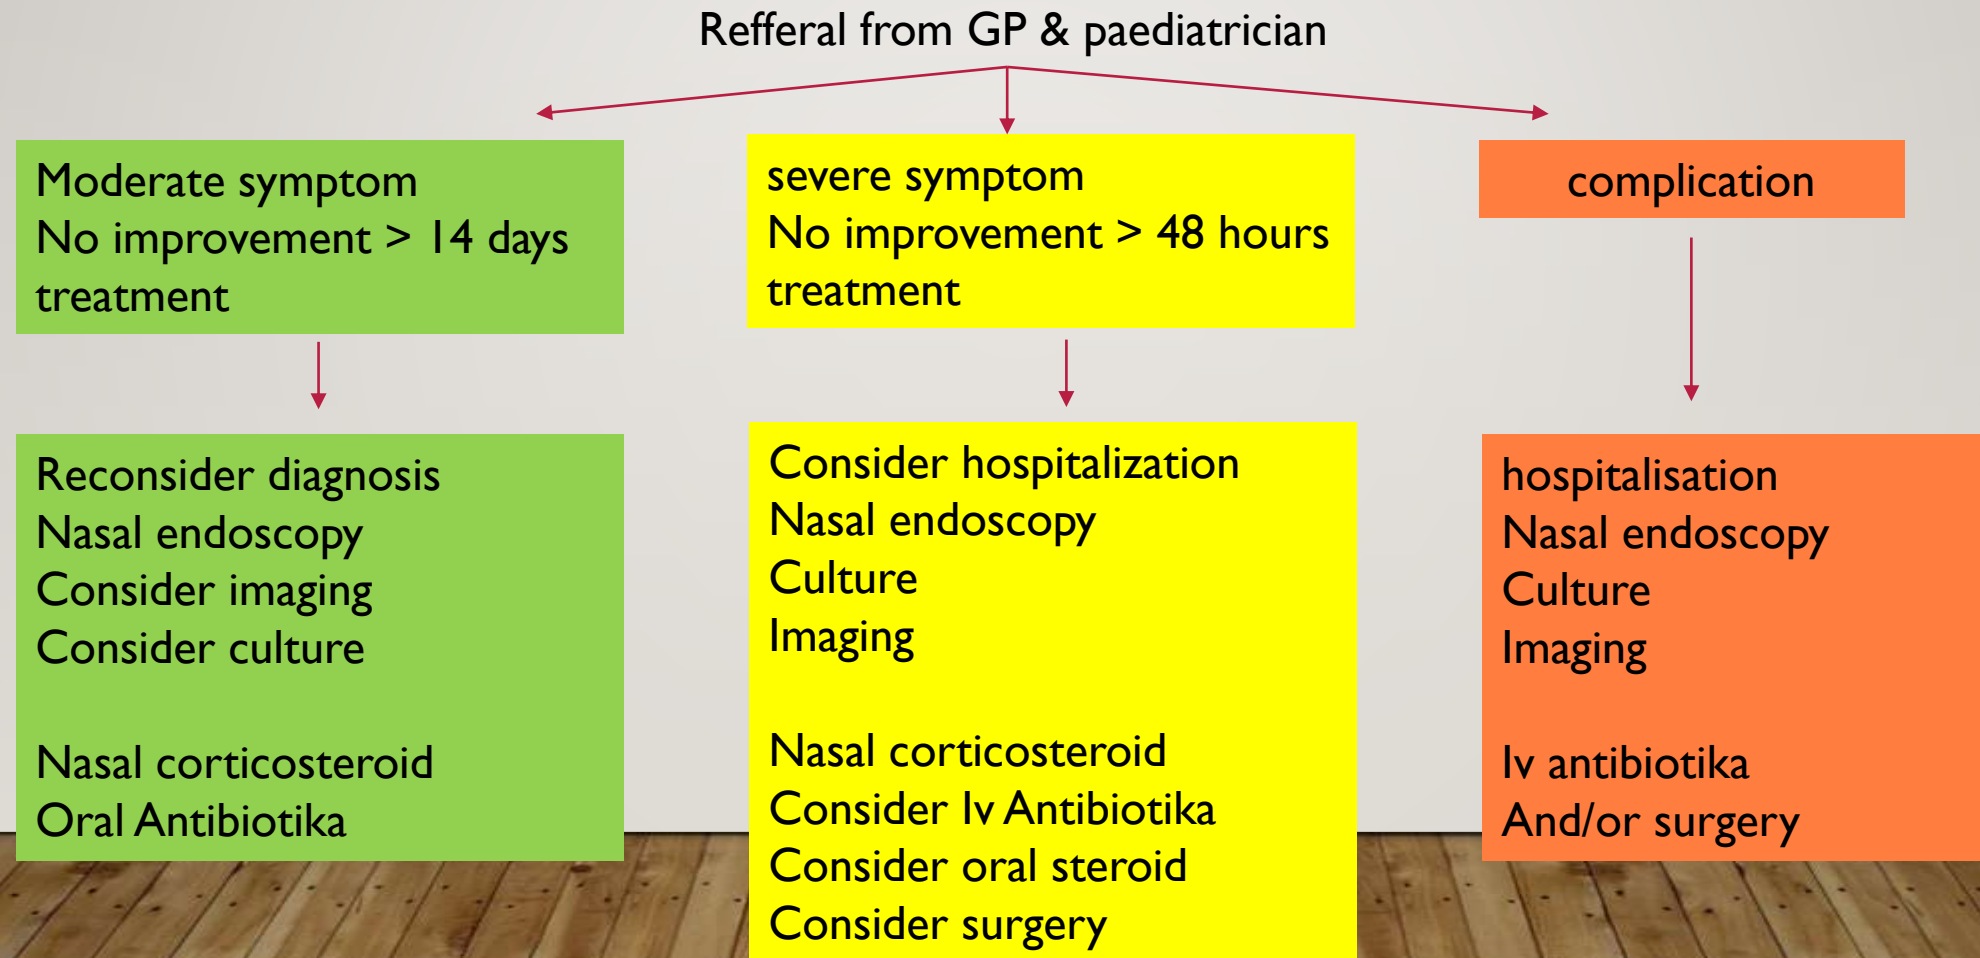 Refferal from GP & paediatrician
Moderate symptom
No improvement > 14 days
treatment
severe symptom
No improvement > 48 hours
treatment
complication
Reconsider diagnosis
Nasal endoscopy
Consider imaging
Consider culture
Nasal corticosteroid
Oral Antibiotika
Consider hospitalization
Nasal endoscopy
Culture
Imaging
Nasal corticosteroid
Consider Iv Antibiotika
Consider oral steroid
Consider surgery
hospitalisation
Nasal endoscopy
Culture
Imaging
Iv antibiotika
And/or surgery